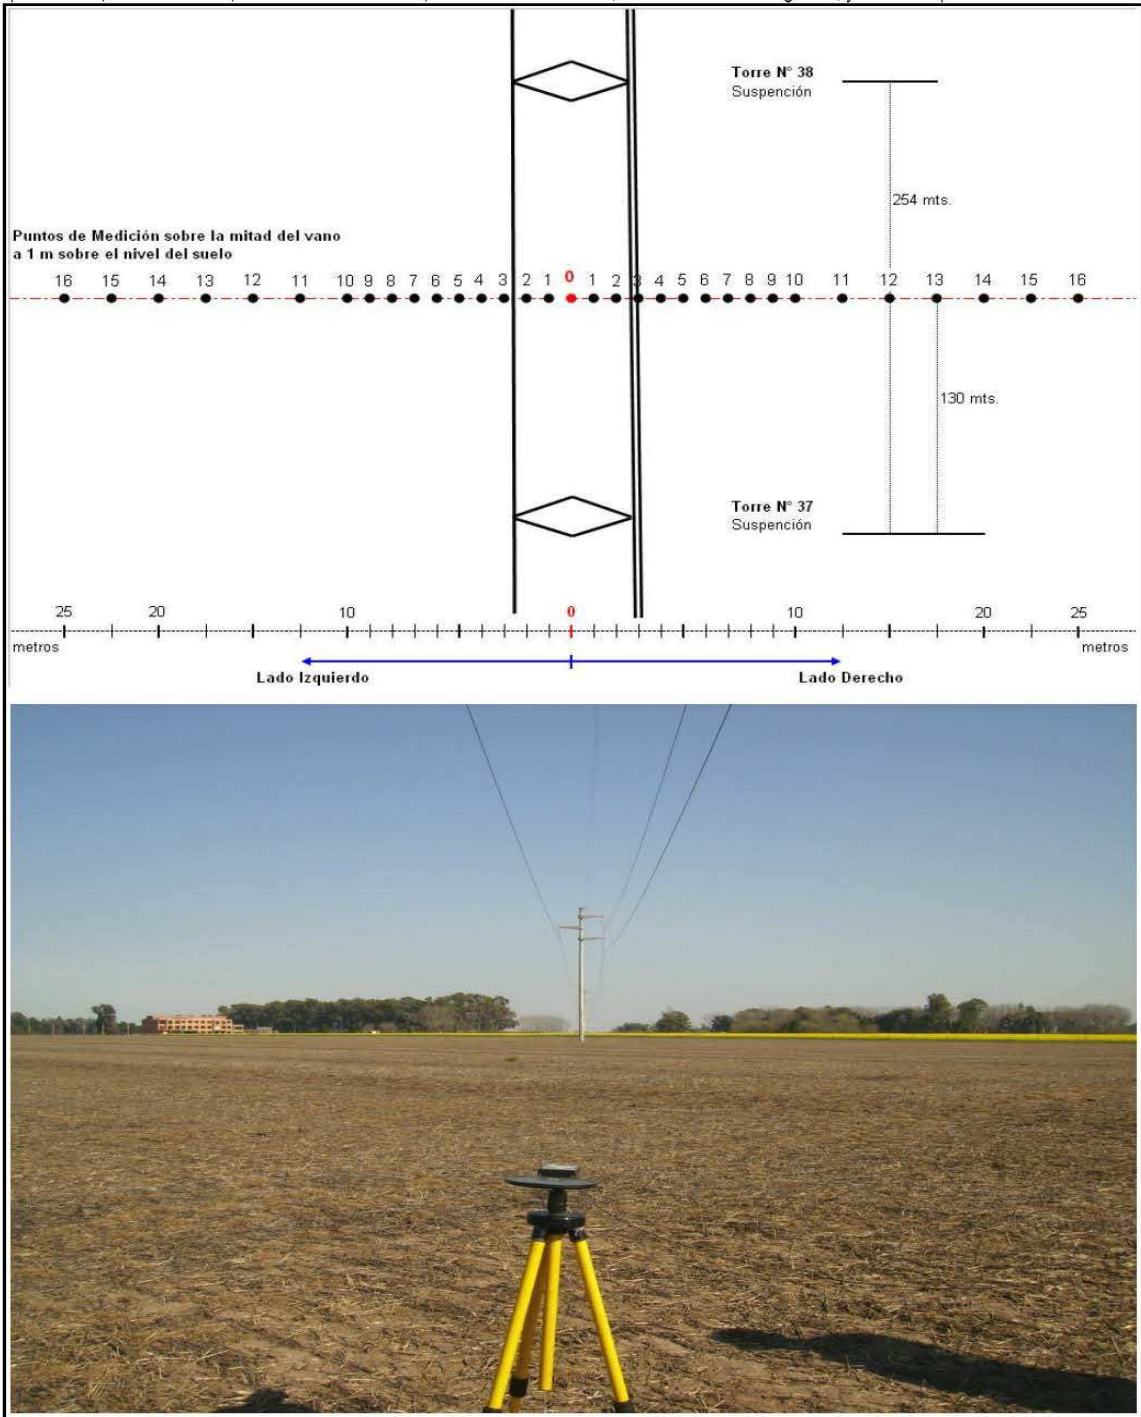 Torre N° 38
Suspención
254 mts.
Puntos de Medición sobre la mitad del vano
a 1 m sobre el nivel del suelo
16 15 14 13 12 11 10 9 8 7 6 5 4 3 2 1 0 1 2 3 4 5 6 7 8 9 10 11 12 13 14 15 16
130 mts.
Torre N° 37
Suspención
25 20 10 0 10 20 25
metros metros
Lado Izquierdo Lado Derecho